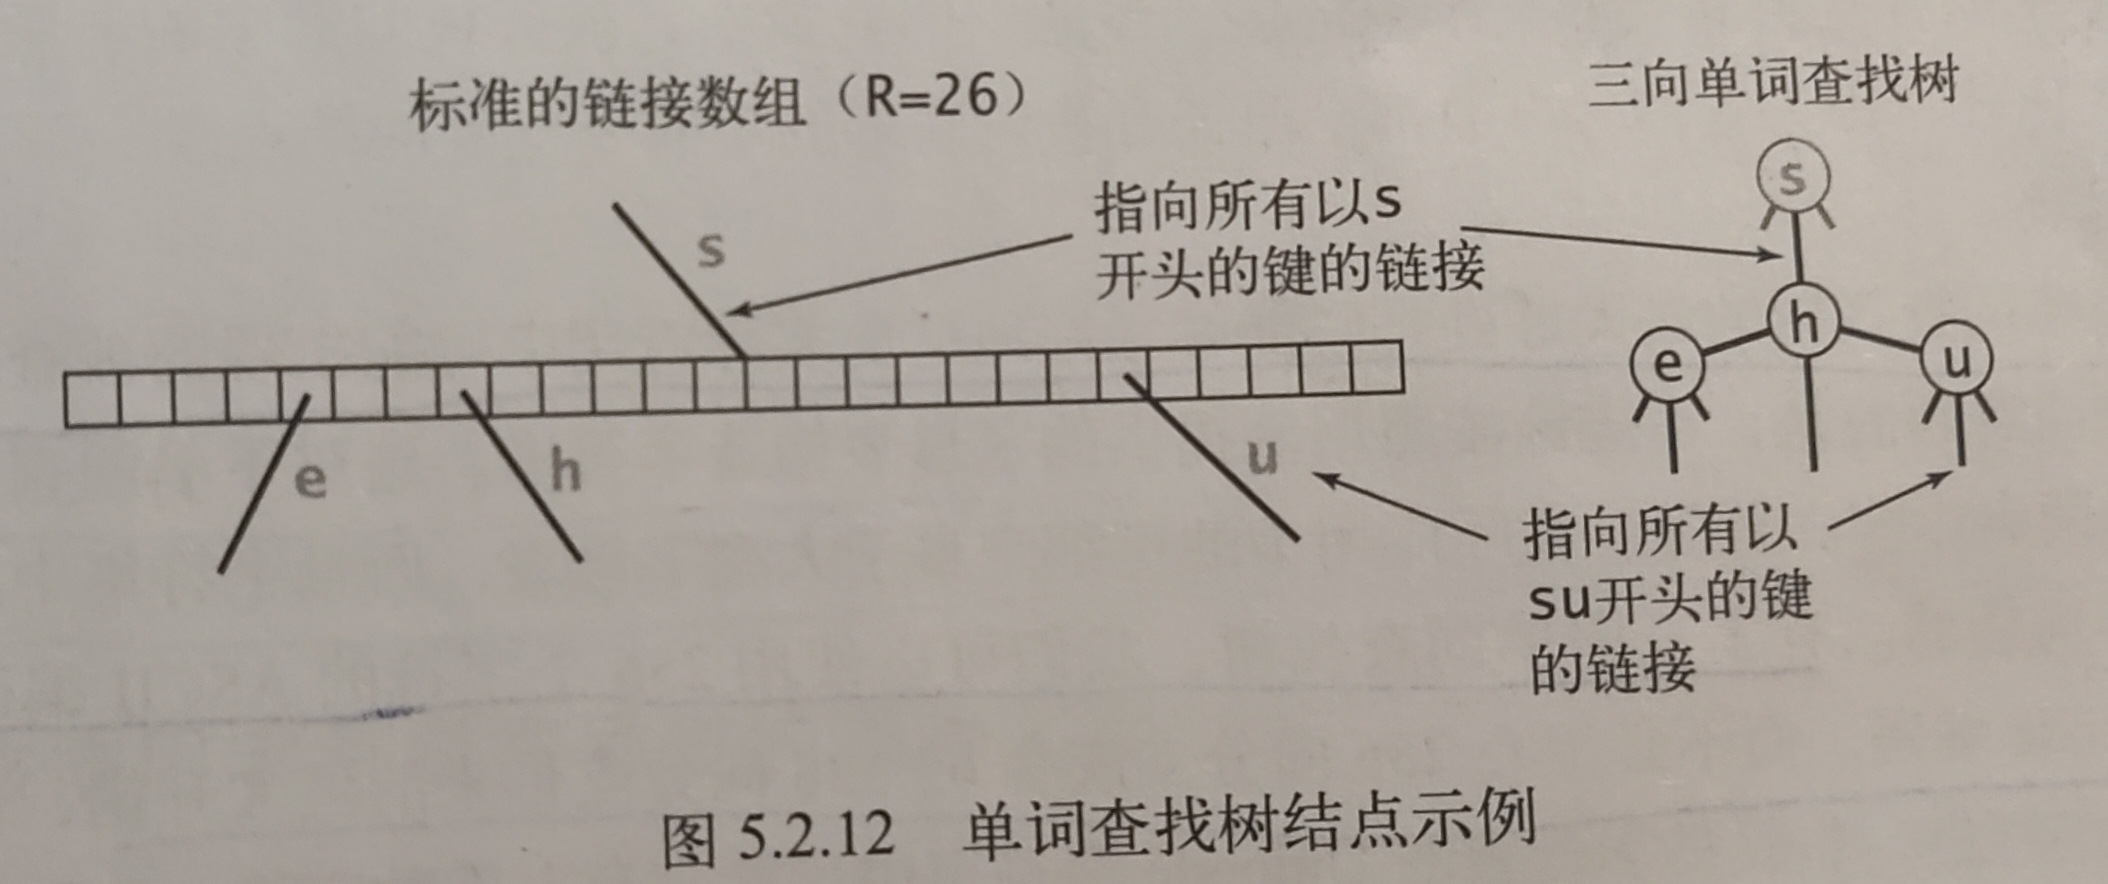 标准的链接数组（R=26）
三向单词查找树
s
指向所有以s
开头的键的链接
s
h
e
u
e
h
u
指向所有以
su开头的键
的链接
图 5.2.12 单词查找树结点示例